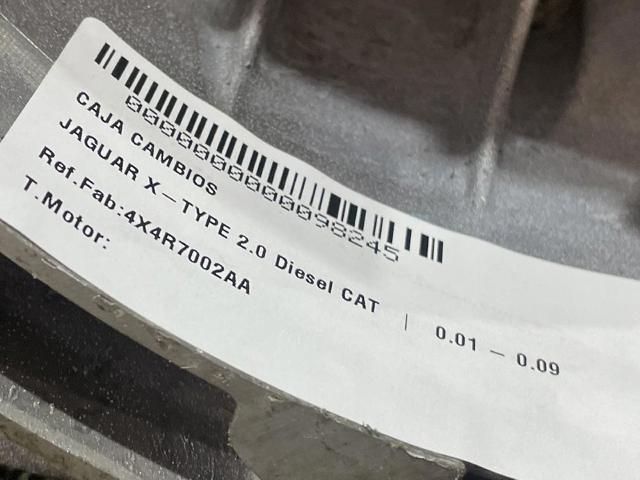 0000000000098245
CAJA CAMBIOS
JAGUAR X-TYPE 2.0 Diesel CAT | 0.01 - 0.09
Ref.Fab:4X4R7002AA
T.Motor: